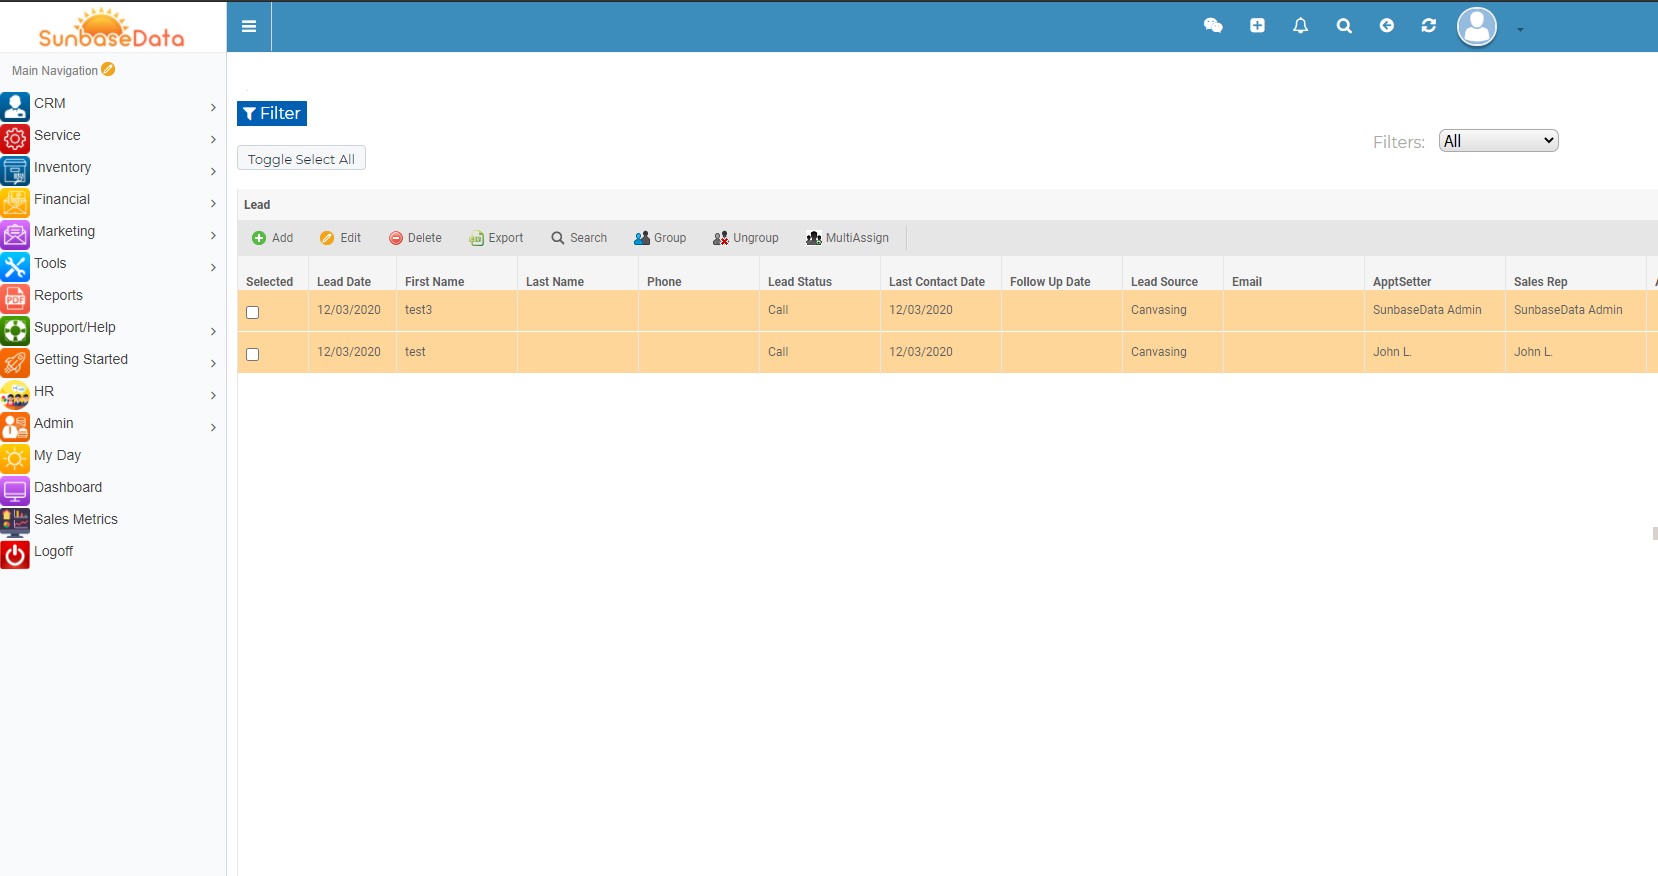 SunbaseData
Main Navigation
CRM
Service
Inventory
Financial
Marketing
Tools
Reports
Support/Help
Getting Started
HR
Admin
My Day
Dashboard
Sales Metrics
Logoff
Filter
Filters: All
Toggle Select All
Lead
Add Edit Delete Export Search Group Ungroup MultiAssign
Selected Lead Date First Name Last Name Phone Lead Status Last Contact Date Follow Up Date Lead Source Email ApptSetter Sales Rep
12/03/2020 test3 Call 12/03/2020 Canvasing SunbaseData Admin SunbaseData Admin
12/03/2020 test Call 12/03/2020 Canvasing John L. John L.